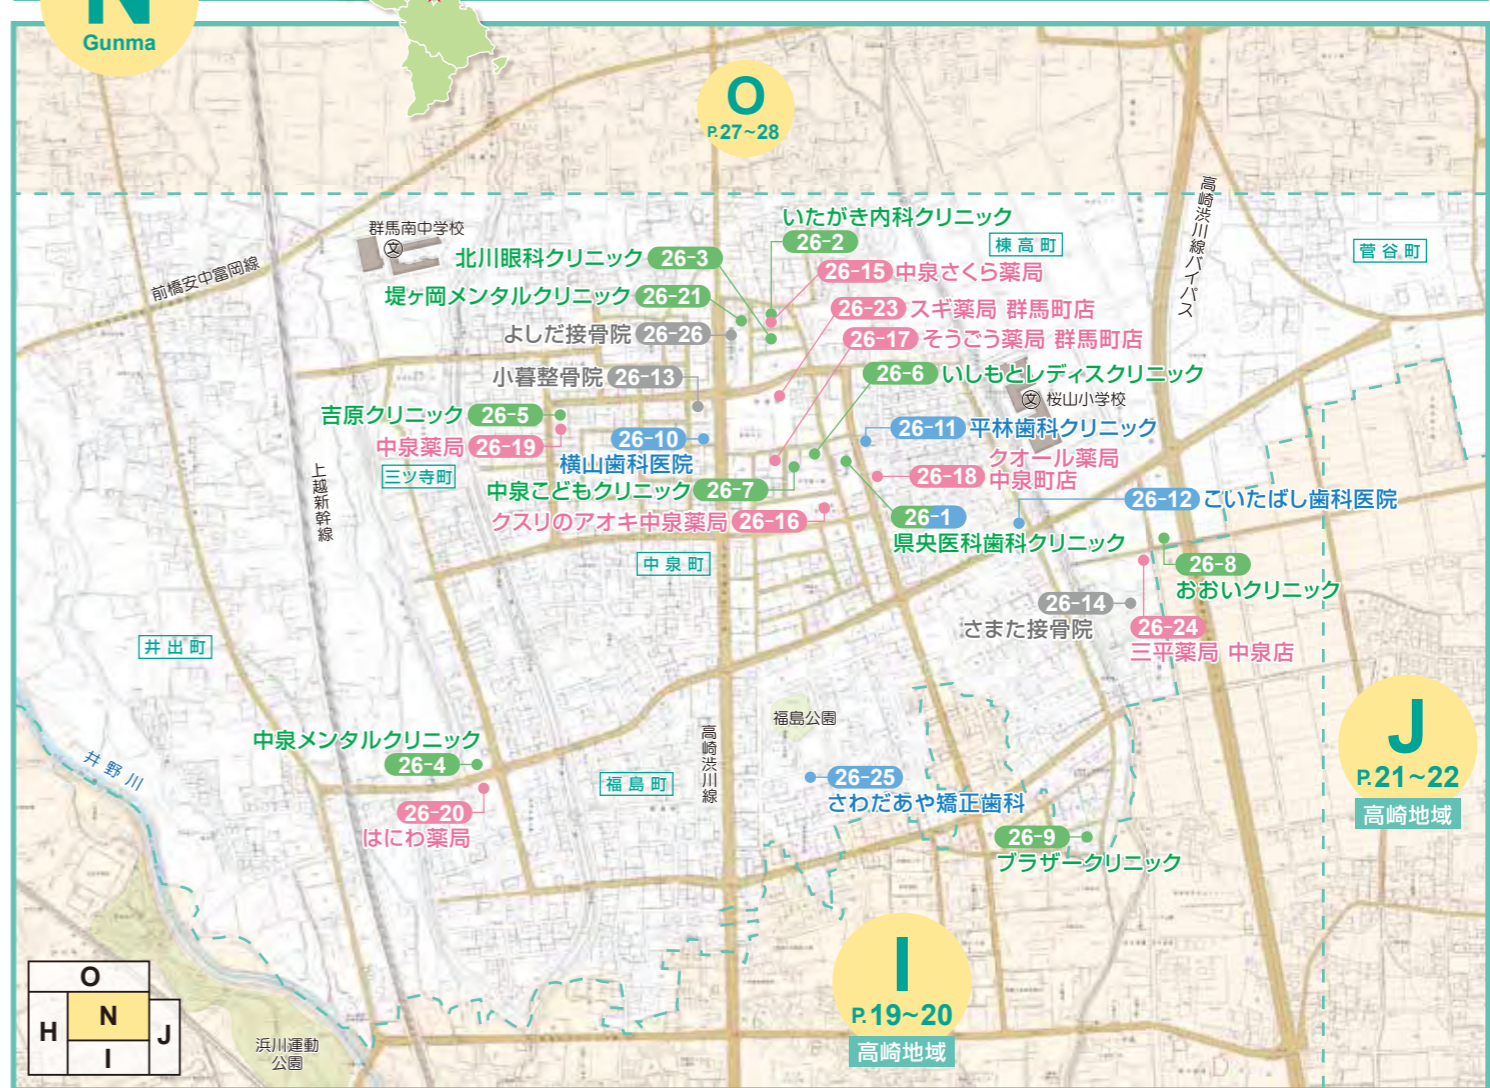 N
Gunma
O
P.27~28
群馬南中学校
前橋安中富岡線
いたがき内科クリニック
26-2
棟高町
高崎渋川線バイパス
菅谷町
北川眼科クリニック 26-3
26-15 中泉さくら薬局
堤ヶ岡メンタルクリニック 26-21
26-23 スギ薬局 群馬町店
よしだ接骨院 26-26
26-17 そうごう薬局 群馬町店
小暮整骨院 26-13
26-6 いしもとレディスクリニック
文 桜山小学校
吉原クリニック 26-5
中泉薬局 26-19
26-10
横山歯科医院
26-11 平林歯科クリニック
三ツ寺町
上越新幹線
中泉こどもクリニック 26-7
クオール薬局
26-18 中泉町店
クスリのアオキ中泉薬局 26-16
26-1
県央医科歯科クリニック
26-12 こいたばし歯科医院
中泉町
26-8
おおいクリニック
26-14
さまた接骨院
26-24
三平薬局 中泉店
井出町
福島公園
高崎渋川線
中泉メンタルクリニック
26-4
井野川
福島町
26-20
はにわ薬局
26-25
さわだあや矯正歯科
26-9
ブラザークリニック
J
P.21~22
高崎地域
I
P.19~20
高崎地域
O
H
N
J
I
浜川運動
公園